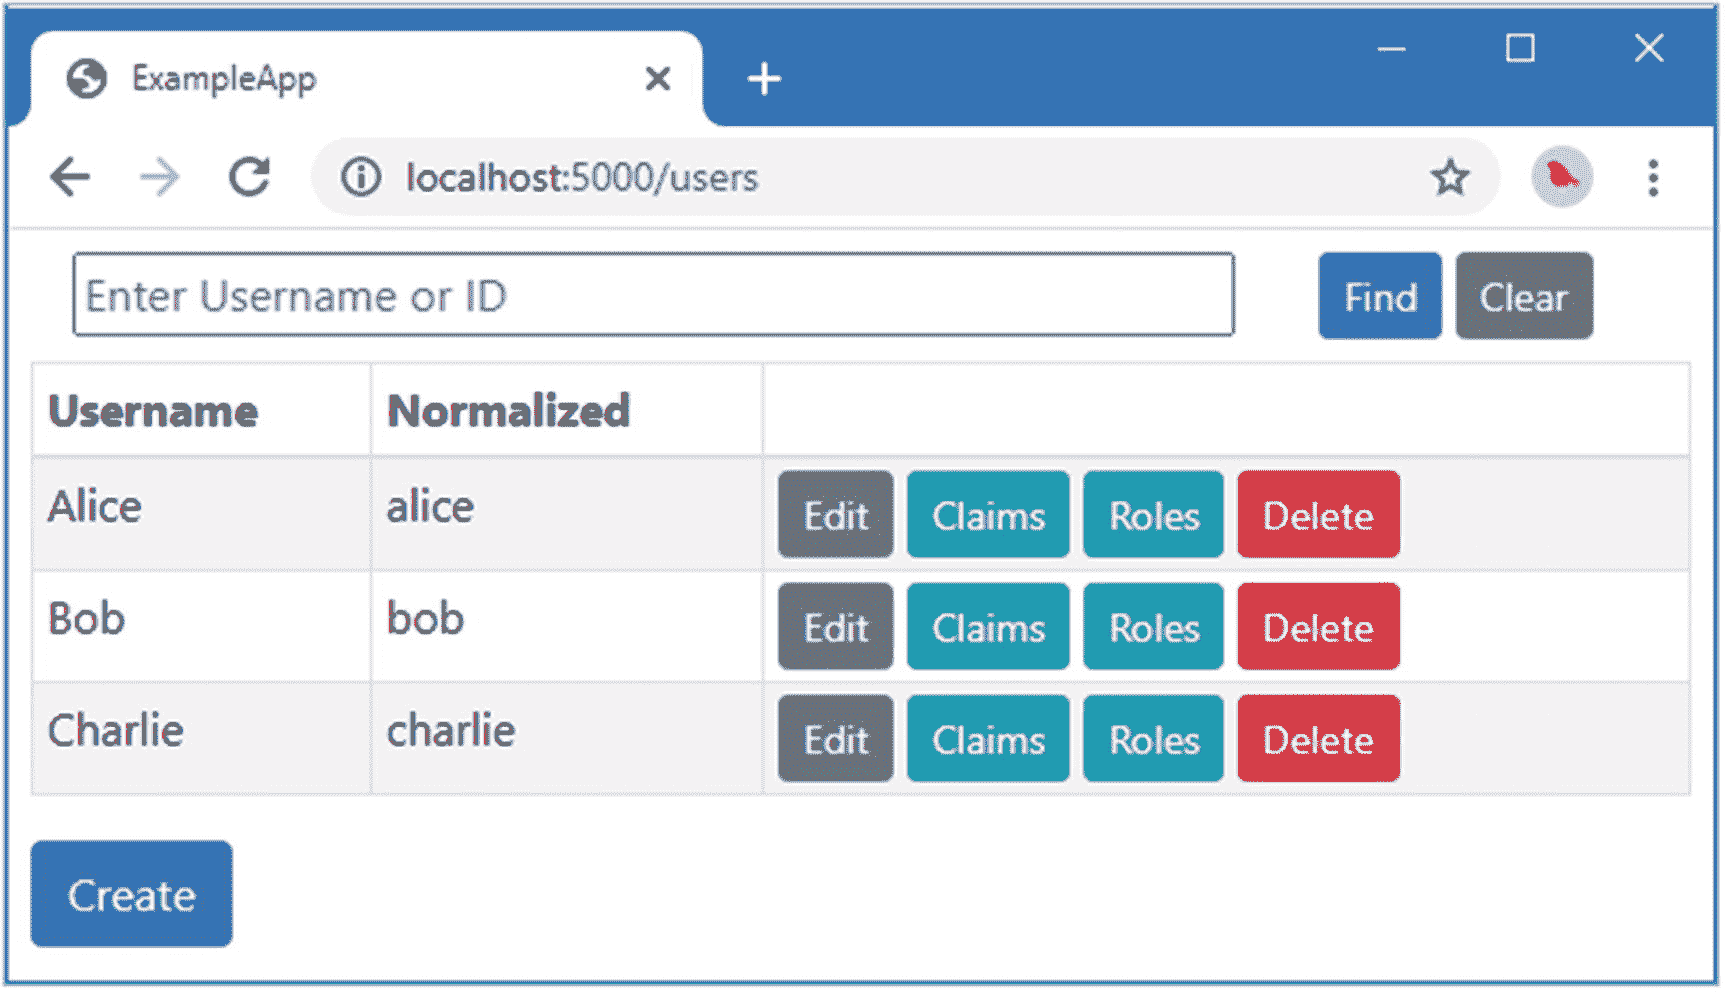 ExampleApp
localhost:5000/users
Enter Username or ID Find Clear
Username Normalized
Alice alice Edit Claims Roles Delete
Bob bob Edit Claims Roles Delete
Charlie charlie Edit Claims Roles Delete
Create